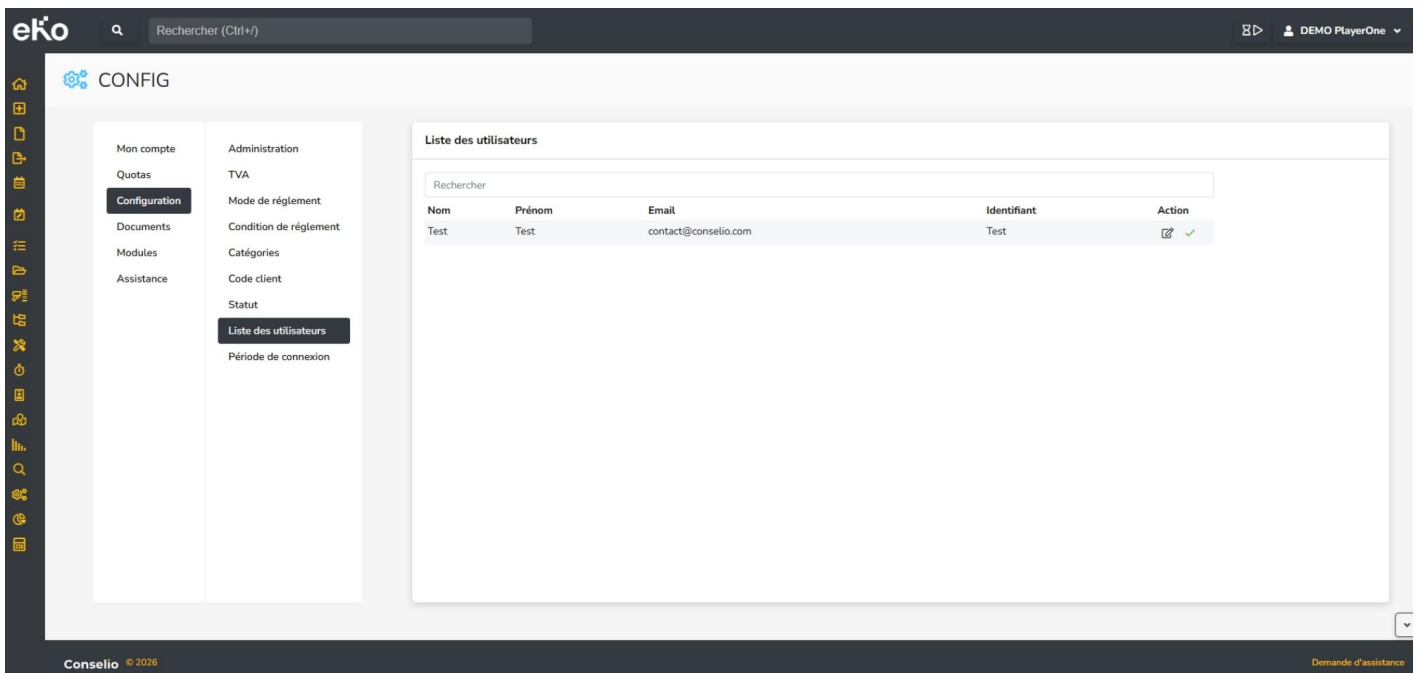 eKo
Rechercher (Ctrl+/)
DEMO PlayerOne
CONFIG
Mon compte
Quotas
Configuration
Documents
Modules
Assistance
Administration
TVA
Mode de réglement
Condition de réglement
Catégories
Code client
Statut
Liste des utilisateurs
Période de connexion
Liste des utilisateurs
Rechercher
Nom Prénom Email Identifiant Action
Test Test contact@conselio.com Test
Conselio © 2026
Demande d'assistance